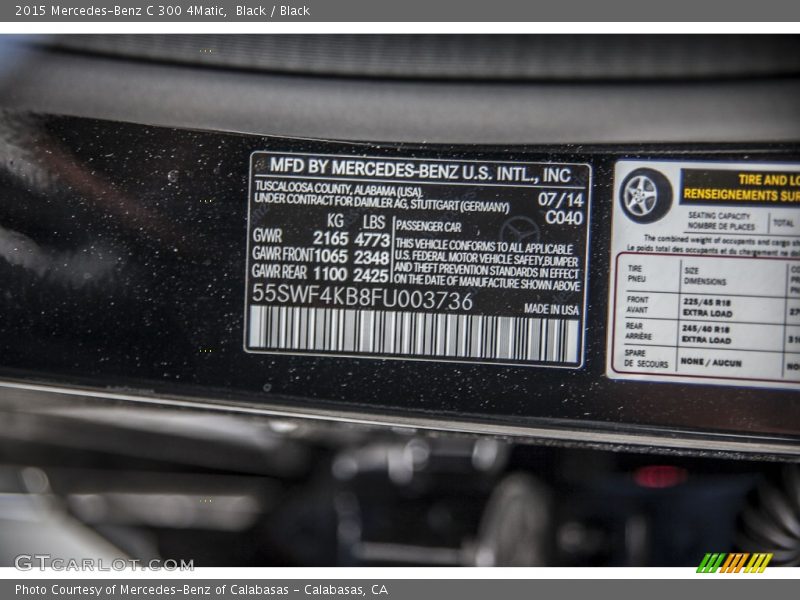 2015 Mercedes-Benz C 300 4Matic, Black / Black
MFD BY MERCEDES-BENZ U.S. INTL., INC
TUSCALOOSA COUNTY, ALABAMA (USA).
UNDER CONTRACT FOR DAIMLER AG, STUTTGART (GERMANY)
07/14
C040
KG LBS
GVWR 2165 4773
GAWR FRONT 1065 2348
GAWR REAR 1100 2425
PASSENGER CAR
THIS VEHICLE CONFORMS TO ALL APPLICABLE
U.S. FEDERAL MOTOR VEHICLE SAFETY,BUMPER
AND THEFT PREVENTION STANDARDS IN EFFECT
ON THE DATE OF MANUFACTURE SHOWN ABOVE
55SWF4KB8FU003736
MADE IN USA
TIRE AND LO
RENSEIGNEMENTS SUR
SEATING CAPACITY
NOMBRE DE PLACES
TOTAL
The combined weight of occupants and cargo sh
Le poids total des occupants et du chargement ne do
TIRE
PNEU
SIZE
DIMENSIONS
FRONT
AVANT
225/45 R18
EXTRA LOAD
REAR
ARRIÈRE
245/40 R18
EXTRA LOAD
SPARE
DE SECOURS
NONE / AUCUN
GTCARLOT.COM
Photo Courtesy of Mercedes-Benz of Calabasas - Calabasas, CA